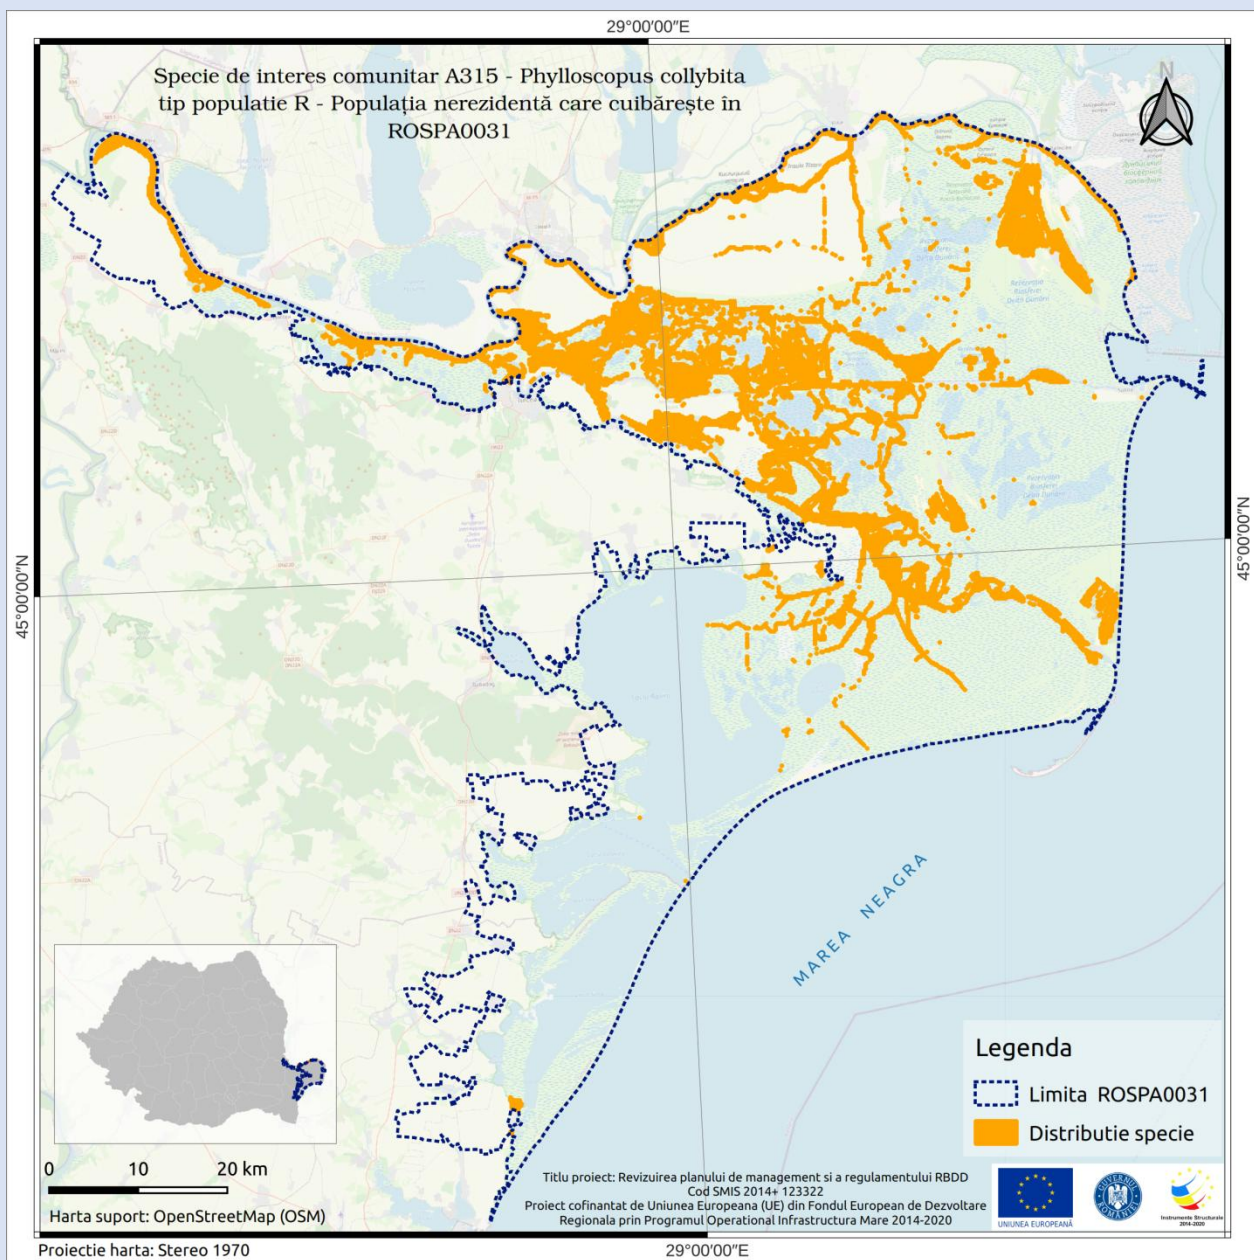 29°00′00″E
Specie de interes comunitar A315 - Phylloscopus collybita
tip populatie R - Populația nerezidentă care cuibărește în
ROSPA0031
N
45°00′00″N
45°00′00″N
MAREA NEAGRA
Legenda
Limita ROSPA0031
Distributie specie
0 10 20 km
Harta suport: OpenStreetMap (OSM)
Titlu proiect: Revizuirea planului de management si a regulamentului RBDD
Cod SMIS 2014+ 123322
Proiect cofinantat de Uniunea Europeana (UE) din Fondul European de Dezvoltare
Regionala prin Programul Operational Infrastructura Mare 2014-2020
UNIUNEA EUROPEANĂ
GUVERNUL ROMÂNIEI
Instrumente Structurale
2014-2020
Proiectie harta: Stereo 1970
29°00′00″E